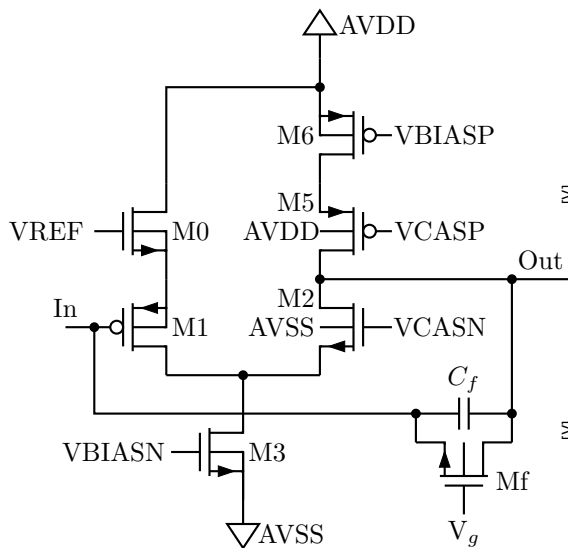 AVDD
M6 VBIASP
M5
VREF M0 AVDD VCASP
Out
In M2
M1 AVSS VCASN
C_f
VBIASN M3
Mf
V_g
AVSS